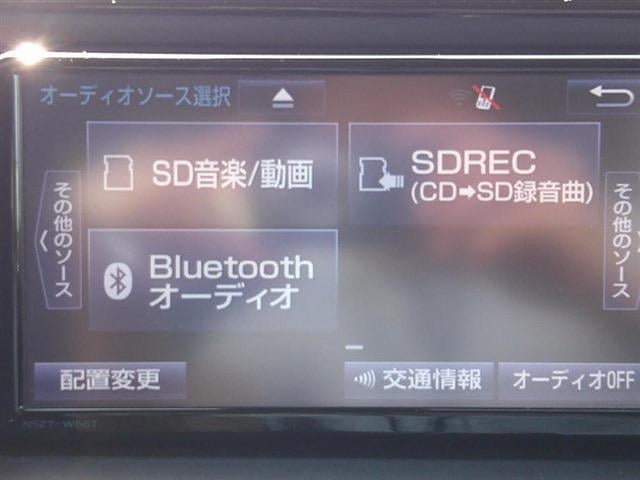 オーディオソース選択
SD音楽/動画
SDREC
(CD➡SD録音曲)
その他のソース
その他のソース
Bluetooth
オーディオ
配置変更
交通情報
オーディオOFF
NSZT-W66T